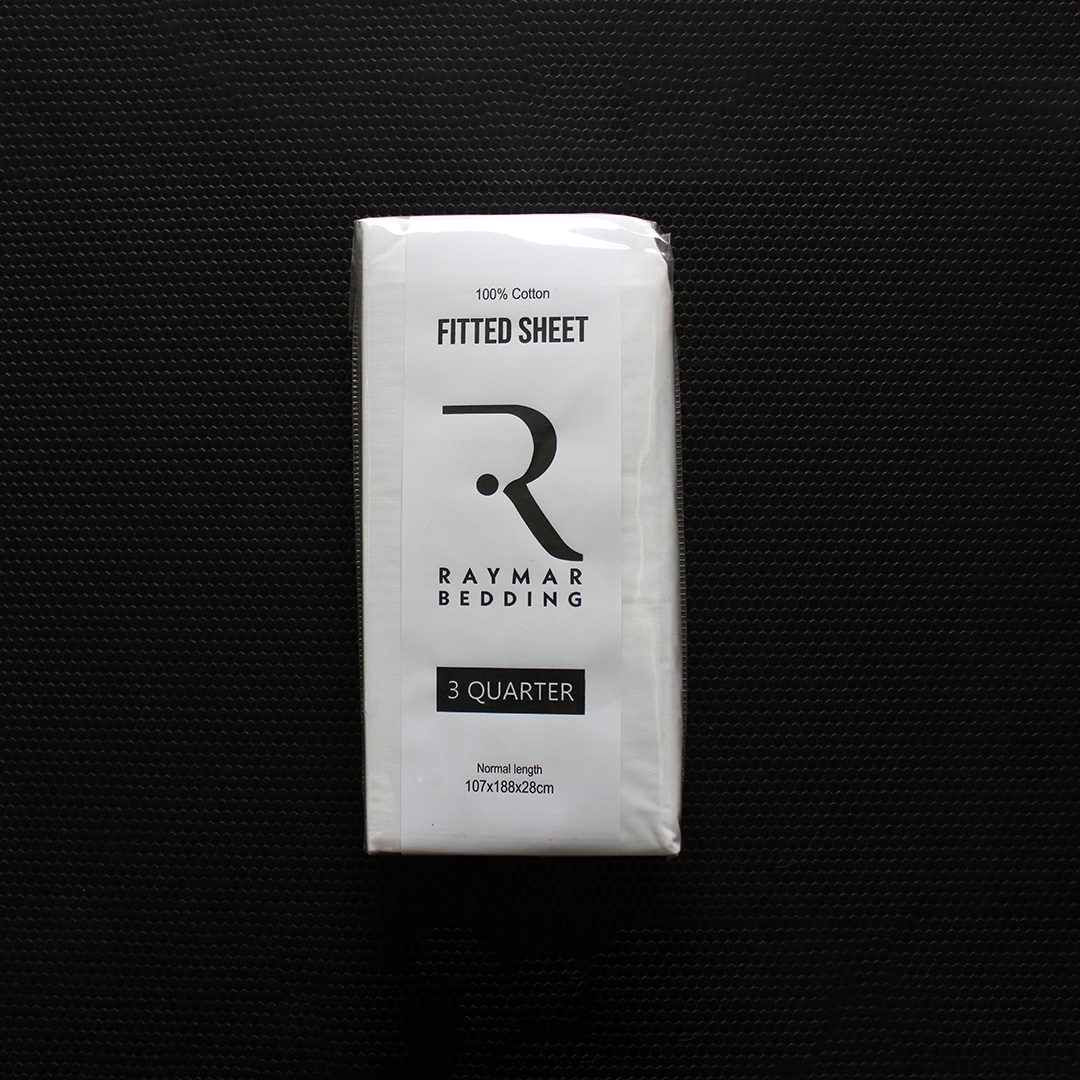 100% Cotton
FITTED SHEET
R
RAYMAR
BEDDING
3 QUARTER
Normal length
107x188x28cm